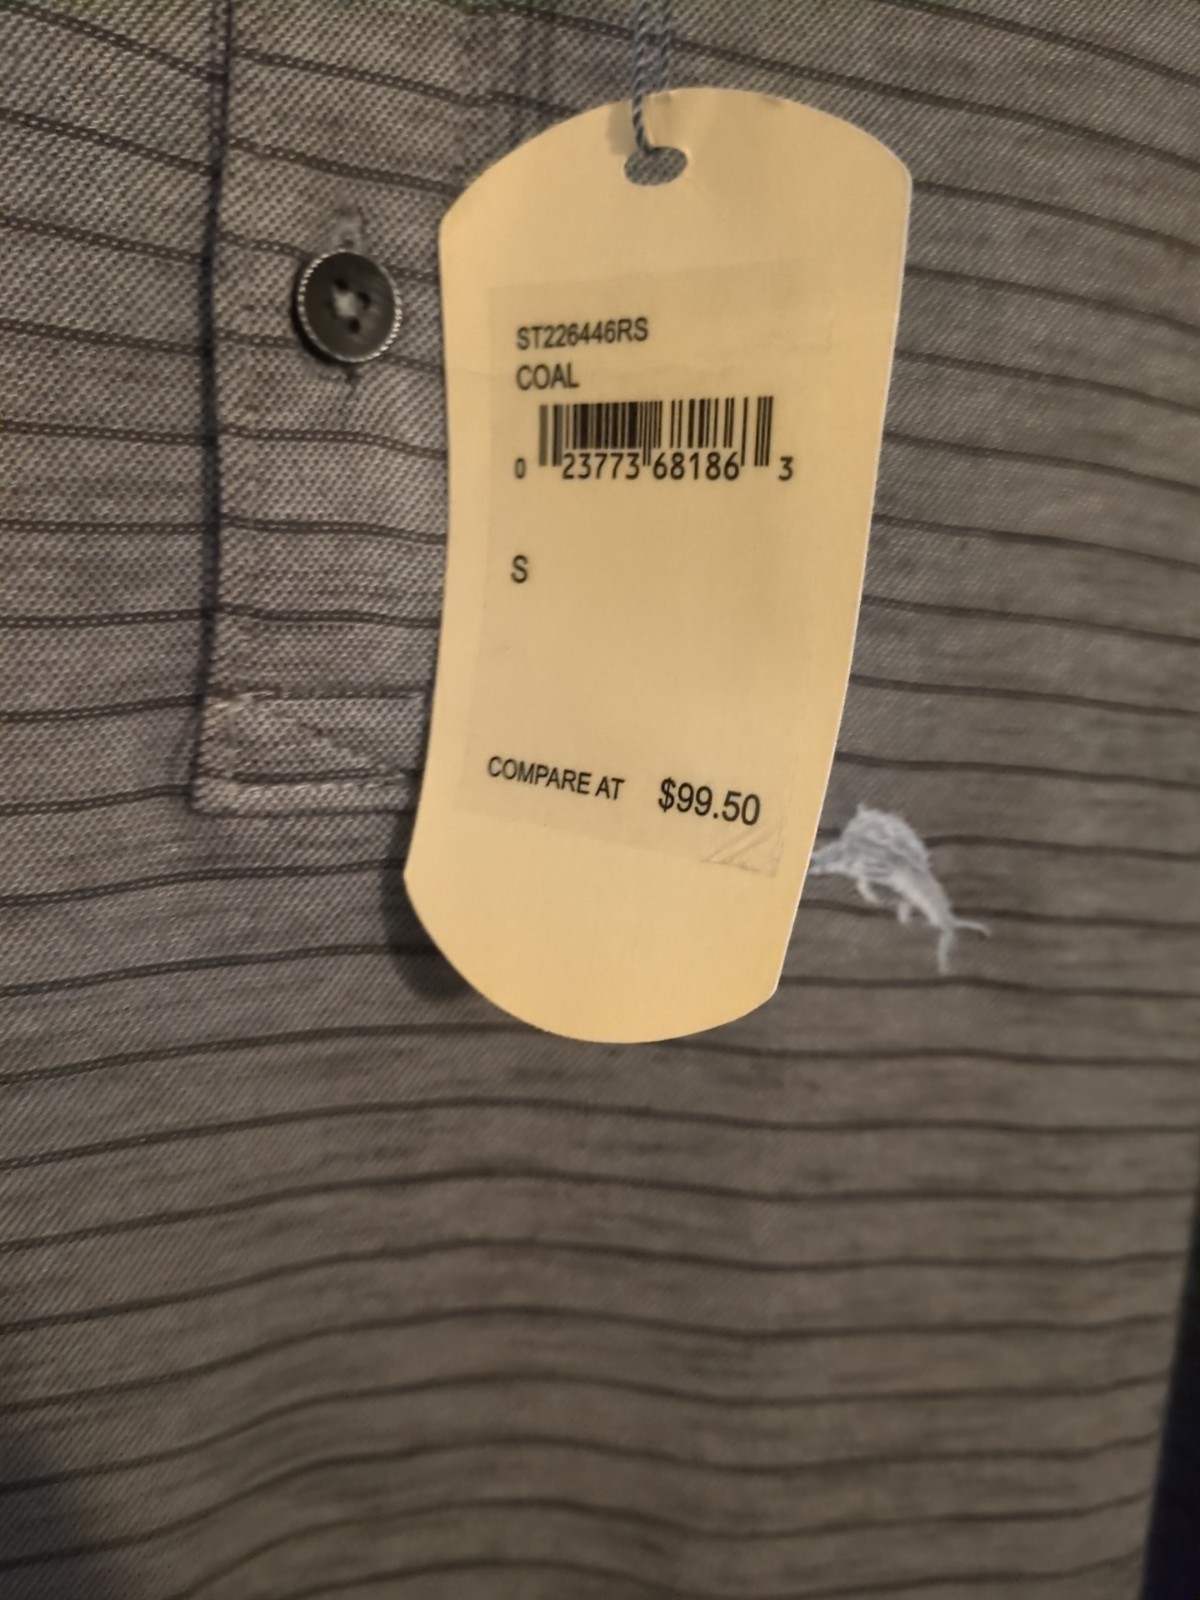 ST226446RS
COAL
0 23773 68186 3
S
COMPARE AT $99.50